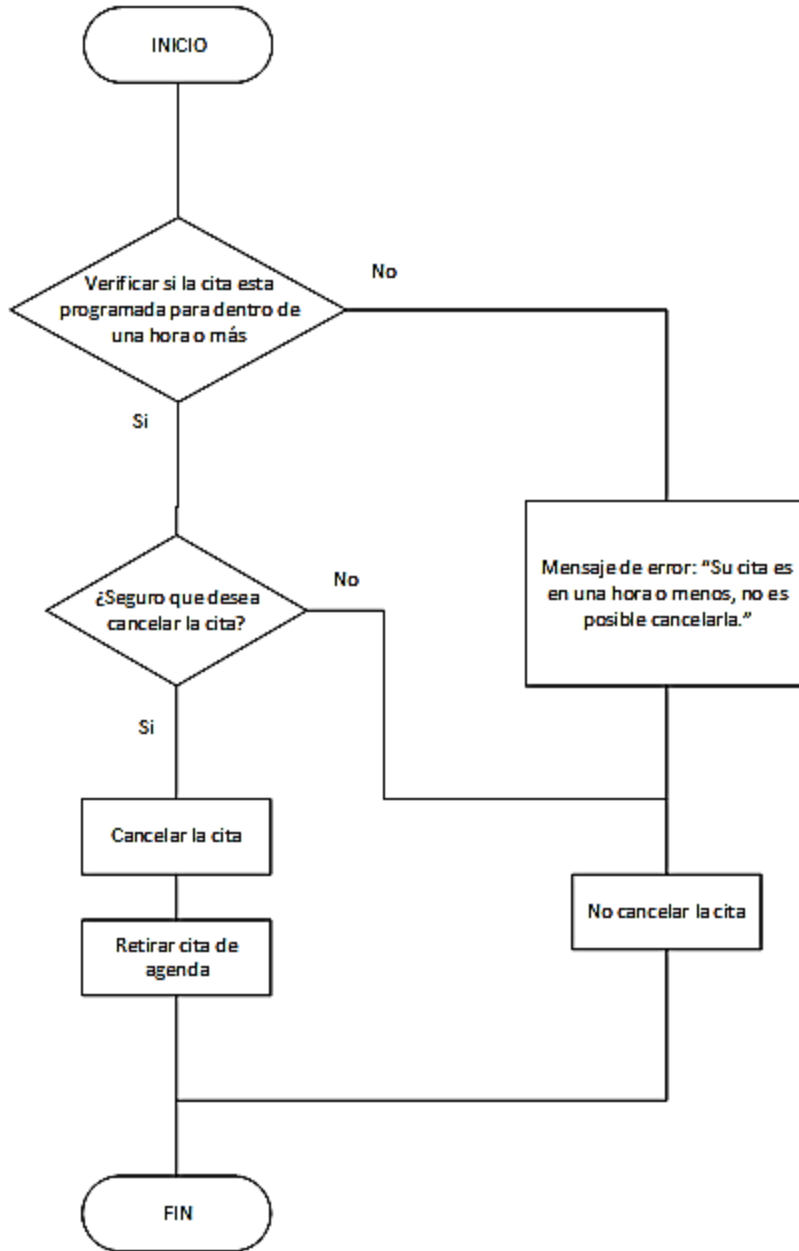 INICIO
Verificar si la cita esta
programada para dentro de
una hora o más
No
Si
¿Seguro que desea
cancelar la cita?
No
Mensaje de error: “Su cita es
en una hora o menos, no es
posible cancelarla.”
Si
Cancelar la cita
No cancelar la cita
Retirar cita de
agenda
FIN